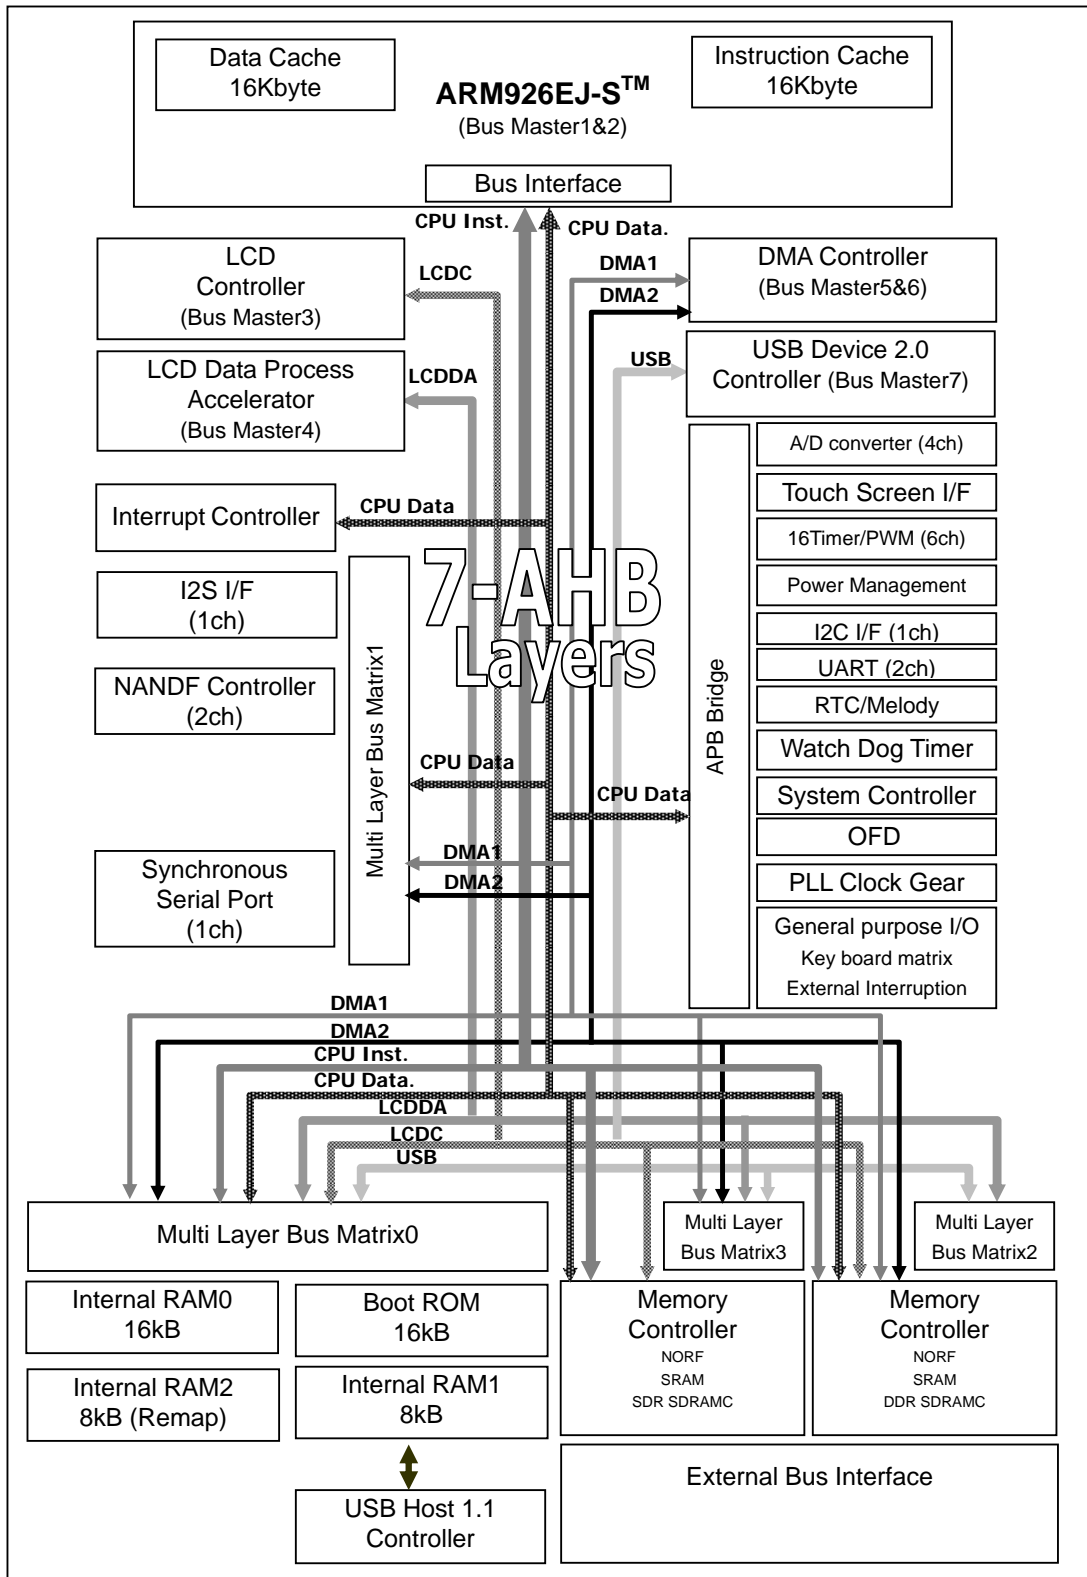 Data Cache
16Kbyte
Instruction Cache
16Kbyte
ARM926EJ-S™
(Bus Master1&2)
Bus Interface
CPU Inst.
CPU Data.
LCD
Controller
(Bus Master3)
LCDC
DMA1
DMA2
DMA Controller
(Bus Master5&6)
LCD Data Process
Accelerator
(Bus Master4)
LCDDA
USB
USB Device 2.0
Controller (Bus Master7)
A/D converter (4ch)
Touch Screen I/F
16Timer/PWM (6ch)
Power Management
I2C I/F (1ch)
UART (2ch)
RTC/Melody
Watch Dog Timer
System Controller
OFD
PLL Clock Gear
General purpose I/O
Key board matrix
External Interruption
APB Bridge
Interrupt Controller
CPU Data
7-AHB
Layers
I2S I/F
(1ch)
NANDF Controller
(2ch)
Multi Layer Bus Matrix1
CPU Data
CPU Data
Synchronous
Serial Port
(1ch)
DMA1
DMA2
DMA1
DMA2
CPU Inst.
CPU Data.
LCDDA
LCDC
USB
Multi Layer Bus Matrix0
Multi Layer
Bus Matrix3
Multi Layer
Bus Matrix2
Internal RAM0
16kB
Boot ROM
16kB
Memory
Controller
NORF
SRAM
SDR SDRAMC
Memory
Controller
NORF
SRAM
DDR SDRAMC
Internal RAM2
8kB (Remap)
Internal RAM1
8kB
External Bus Interface
USB Host 1.1
Controller